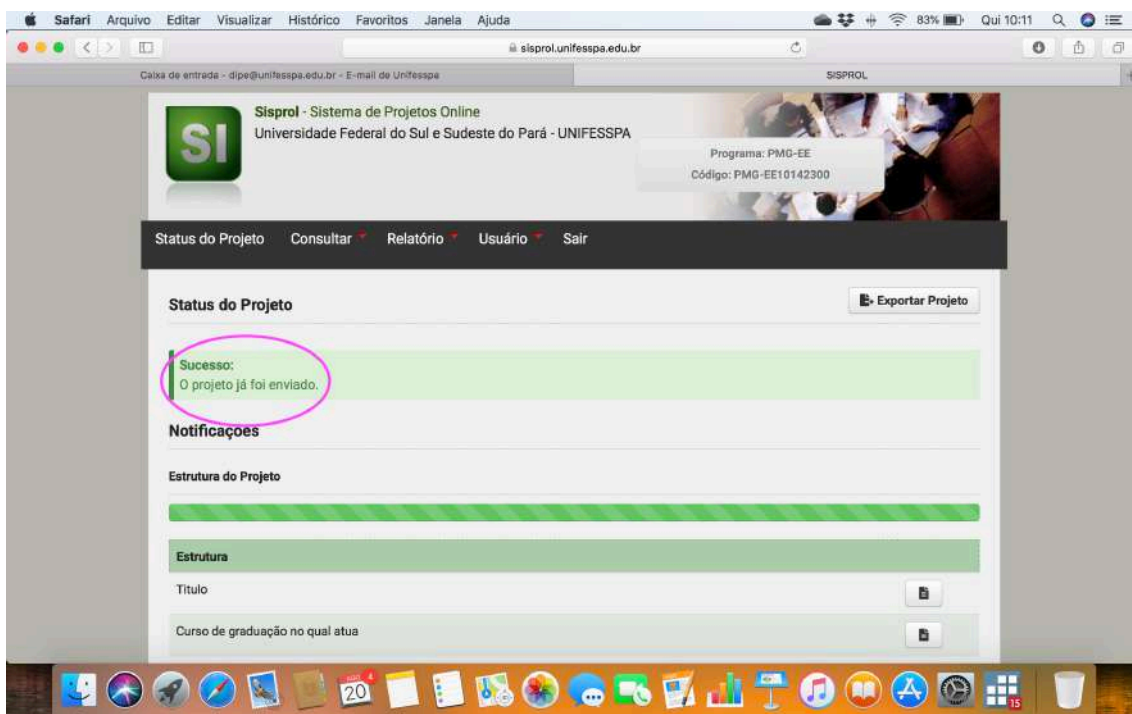 Safari Arquivo Editar Visualizar Histórico Favoritos Janela Ajuda 83% Qui 10:11
sisprol.unifesspa.edu.br
Caixa de entrada - dipe@unifesspa.edu.br - E-mail de Unifesspa SISPROL
SI
Sisprol - Sistema de Projetos Online
Universidade Federal do Sul e Sudeste do Pará - UNIFESSPA
Programa: PMG-EE
Código: PMG-EE10142300
Status do Projeto Consultar Relatório Usuário Sair
Status do Projeto
Exportar Projeto
Sucesso:
O projeto já foi enviado.
Notificações
Estrutura do Projeto
Estrutura
Titulo
Curso de graduação no qual atua
20
4
15